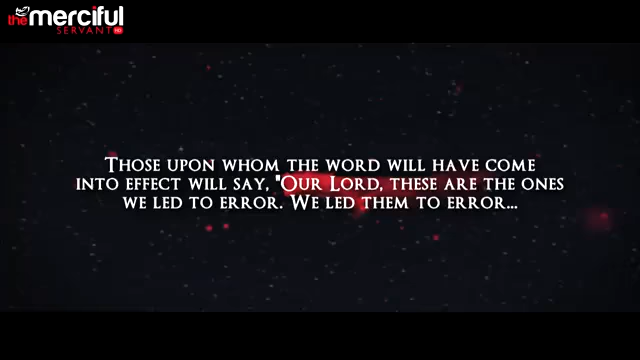 the merciful
SERVANT HD
THOSE UPON WHOM THE WORD WILL HAVE COME
INTO EFFECT WILL SAY, "OUR LORD, THESE ARE THE ONES
WE LED TO ERROR. WE LED THEM TO ERROR...